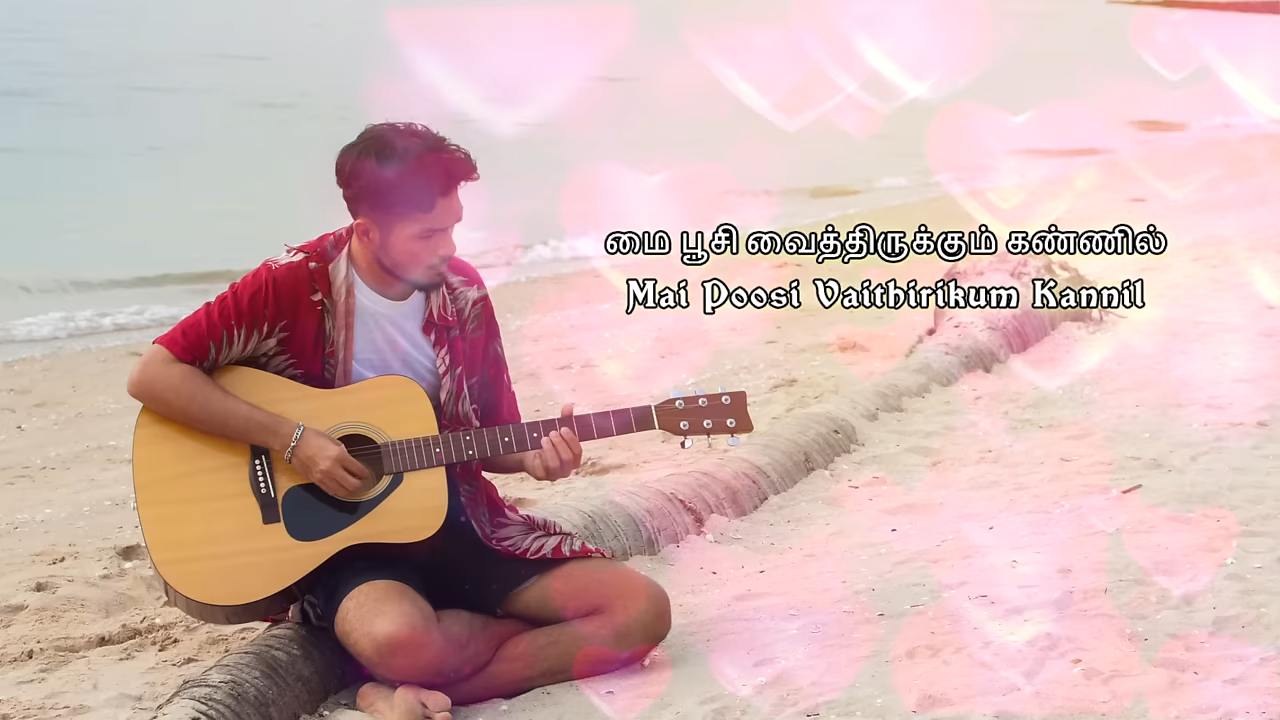 மை பூசி வைத்திருக்கும் கண்ணில்
Mai Poosi Vaithirikum Kannil